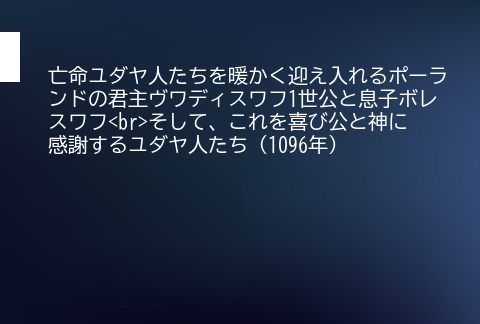 亡命ユダヤ人たちを暖かく迎え入れるポーラ
ンドの君主ヴワディスワフ1世公と息子ボレ
スワフ<br>そして、これを喜び公と神に
感謝するユダヤ人たち（1096年）